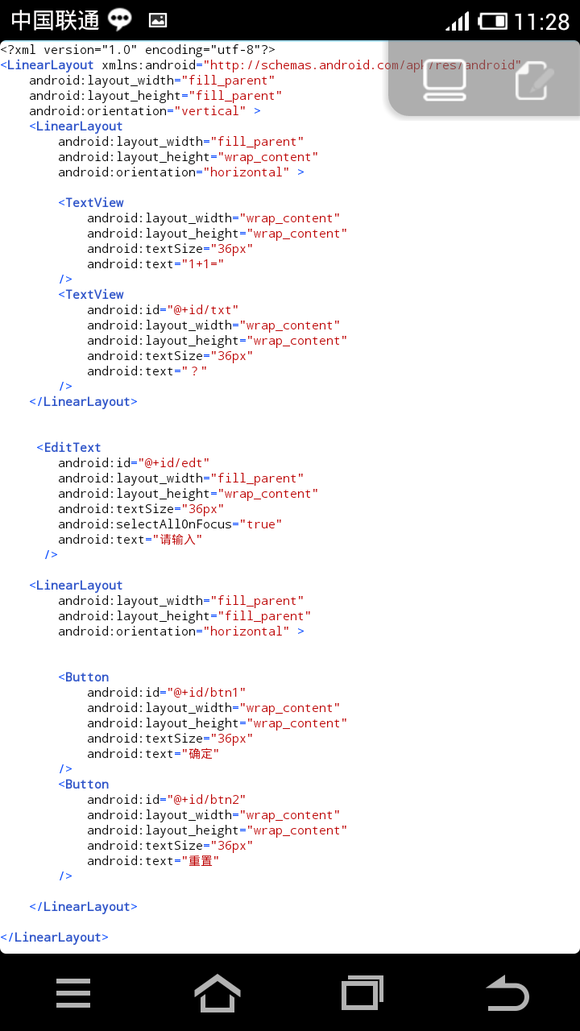 中国联通 11:28
<?xml version="1.0" encoding="utf-8"?>
<LinearLayout xmlns:android="http://schemas.android.com/apk/res/android"
    android:layout_width="fill_parent"
    android:layout_height="fill_parent"
    android:orientation="vertical" >
    <LinearLayout
        android:layout_width="fill_parent"
        android:layout_height="wrap_content"
        android:orientation="horizontal" >
        <TextView
            android:layout_width="wrap_content"
            android:layout_height="wrap_content"
            android:textSize="36px"
            android:text="1+1="
        />
        <TextView
            android:id="@+id/txt"
            android:layout_width="wrap_content"
            android:layout_height="wrap_content"
            android:textSize="36px"
            android:text="？"
        />
    </LinearLayout>
     <EditText
        android:id="@+id/edt"
        android:layout_width="fill_parent"
        android:layout_height="wrap_content"
        android:textSize="36px"
        android:selectAllOnFocus="true"
        android:text="请输入"
      />
    <LinearLayout
        android:layout_width="fill_parent"
        android:layout_height="fill_parent"
        android:orientation="horizontal" >
        <Button
            android:id="@+id/btn1"
            android:layout_width="wrap_content"
            android:layout_height="wrap_content"
            android:textSize="36px"
            android:text="确定"
        />
        <Button
            android:id="@+id/btn2"
            android:layout_width="wrap_content"
            android:layout_height="wrap_content"
            android:textSize="36px"
            android:text="重置"
        />
    </LinearLayout>
</LinearLayout>